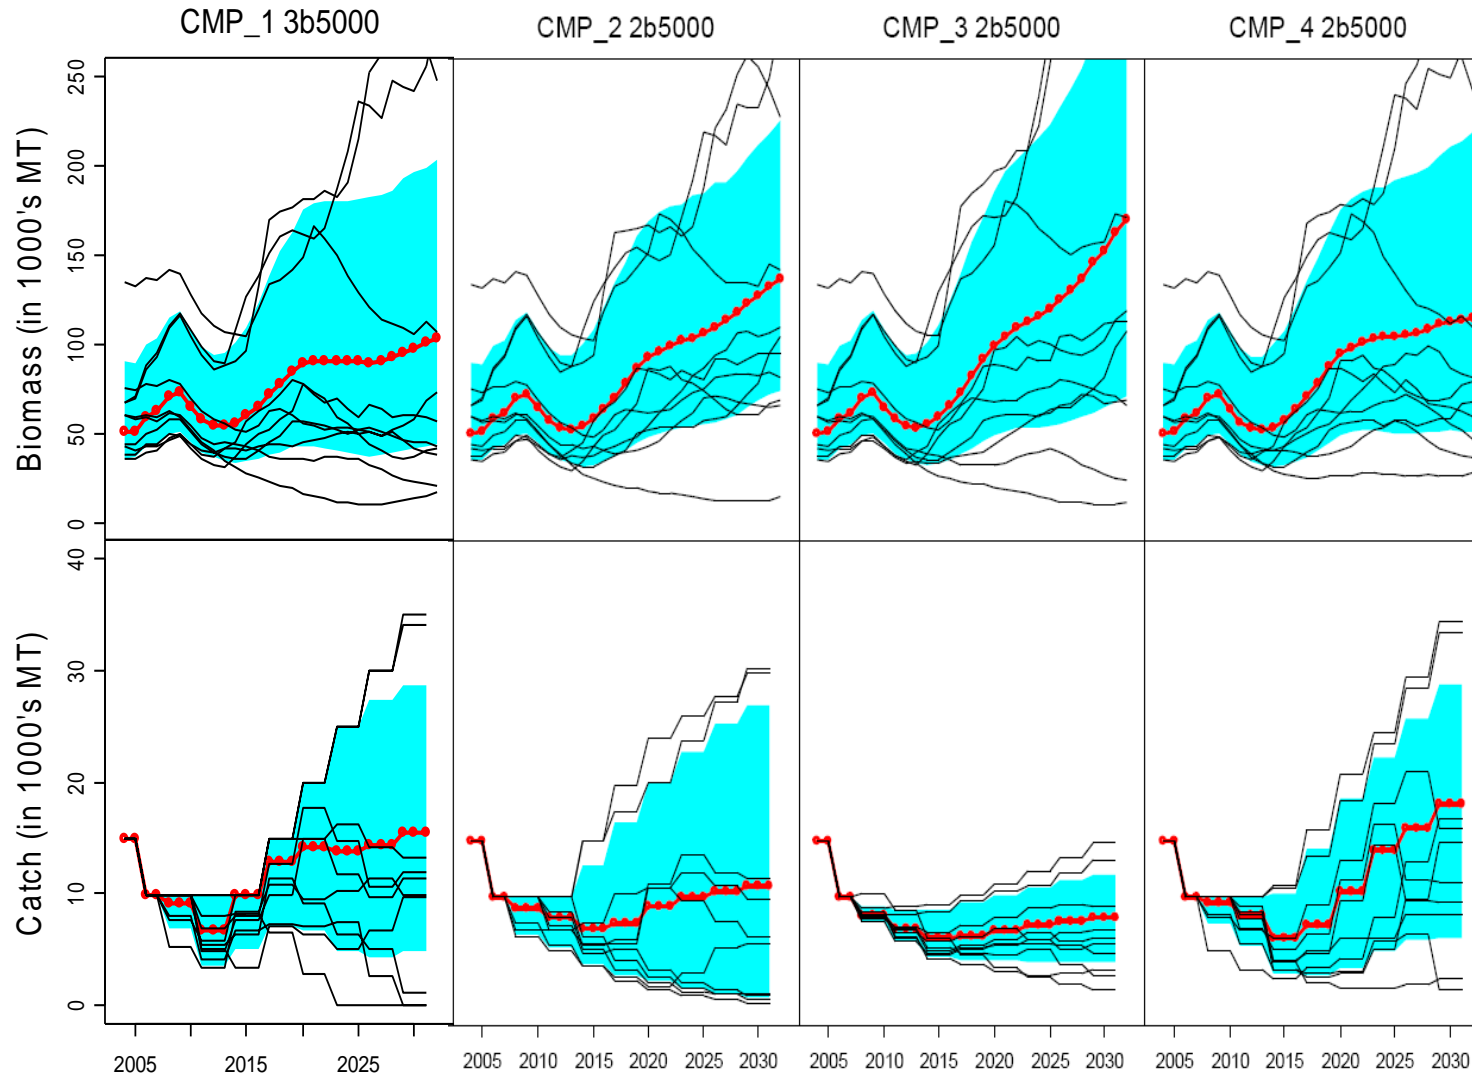 CMP_1 3b5000
CMP_2 2b5000
CMP_3 2b5000
CMP_4 2b5000
Biomass (in 1000's MT)
250
200
150
100
50
0
Catch (in 1000's MT)
40
30
20
10
0
2005 2015 2025
2005 2010 2015 2020 2025 2030
2005 2010 2015 2020 2025 2030
2005 2010 2015 2020 2025 2030